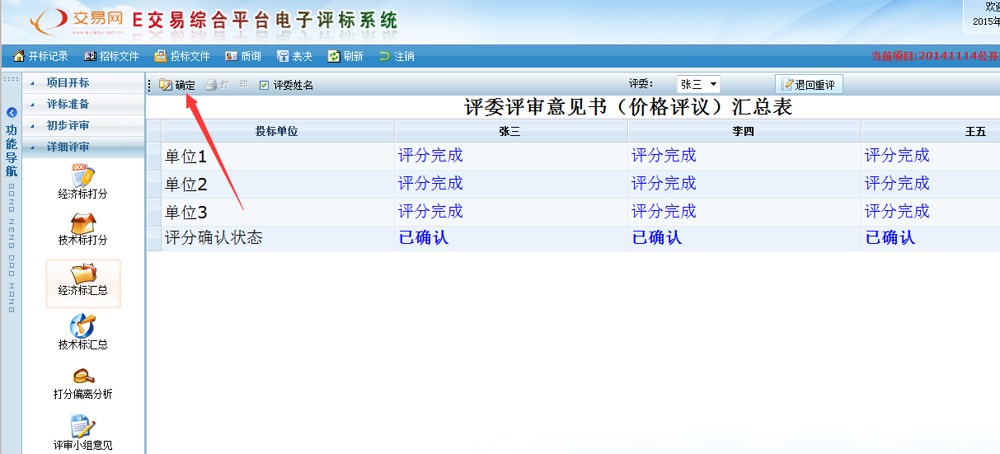 交易网 E交易综合平台电子评标系统
www.e-jiaoyi.com.cn
欢迎
2015年
开标记录 招标文件 投标文件 质询 表决 刷新 注销 当前项目:20141114公开
功能导航 GONG NENG DAO HANG
项目开标
评标准备
初步评审
详细评审
经济标打分
技术标打分
经济标汇总
技术标汇总
打分偏离分析
评审小组意见
确定 打 印 评委姓名 评委: 张三 退回重评
评委评审意见书（价格评议）汇总表
投标单位 张三 李四 王五
单位1 评分完成 评分完成 评分完成
单位2 评分完成 评分完成 评分完成
单位3 评分完成 评分完成 评分完成
评分确认状态 已确认 已确认 已确认